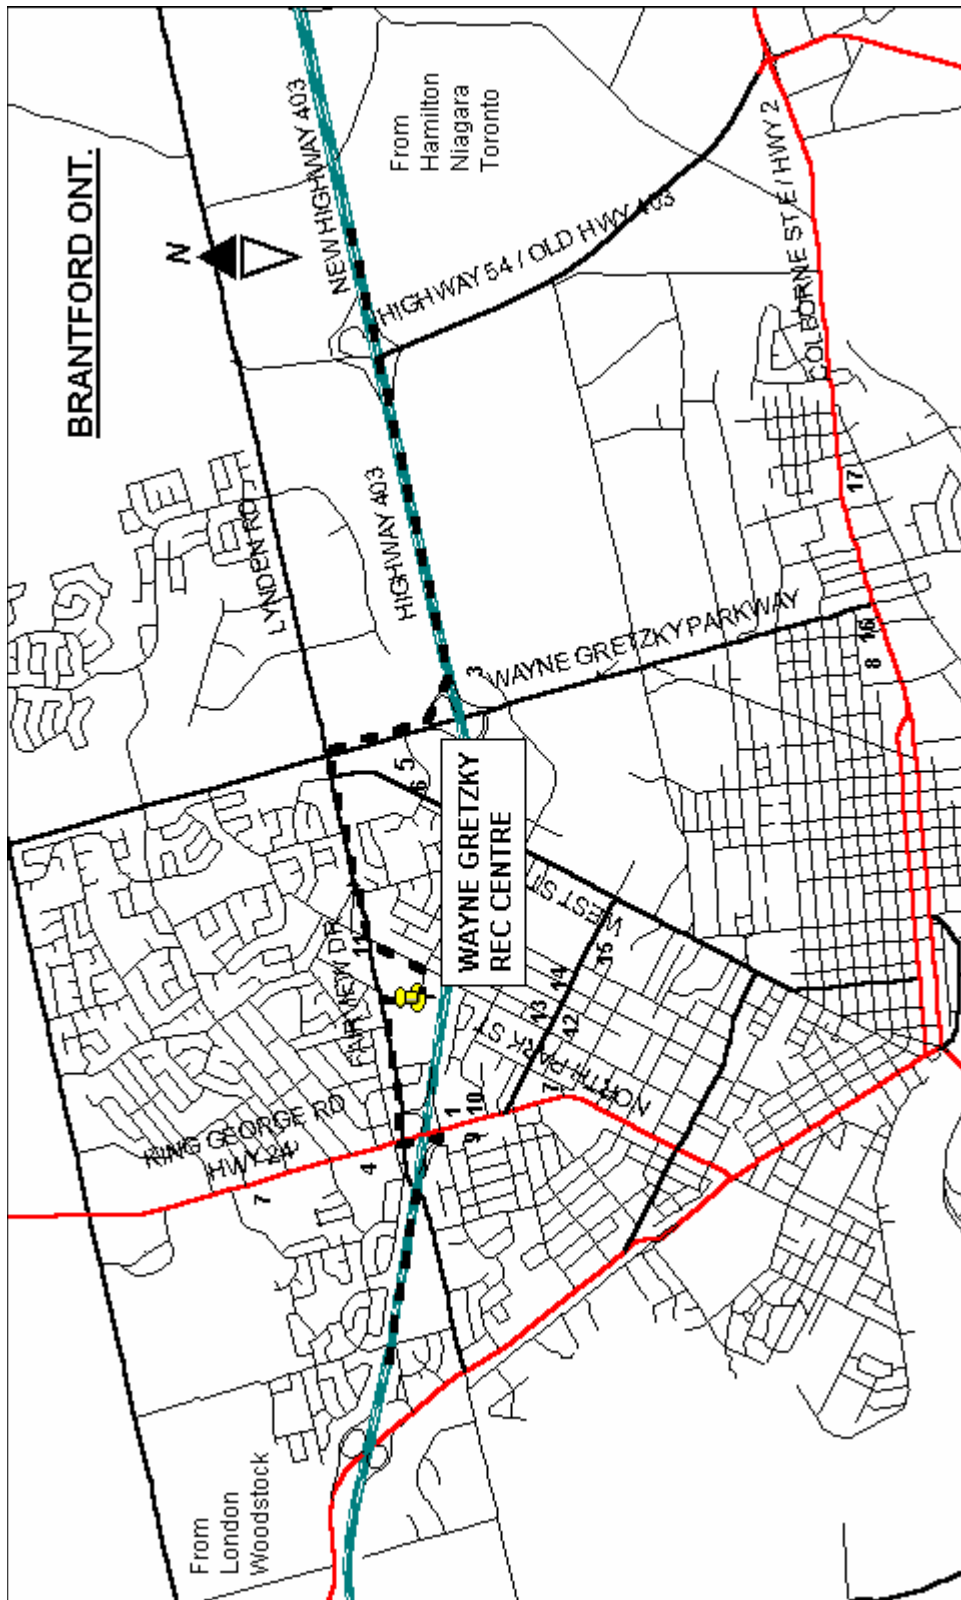 BRANTFORD ONT.
N
NEW HIGHWAY 403
From
Hamilton
Niagara
Toronto
HIGHWAY 54 / OLD HWY 403
COLBORNE ST E / HWY 2
LYNDEN RD
HIGHWAY 403
WAYNE GRETZKY PARKWAY
3
17
16
8
5
6
WAYNE GRETZKY
REC CENTRE
FAIRVIEW DR
11
WEST ST
15
14
13
12
NORTH PARK ST
7
1
10
9
KING GEORGE RD
HWY 24
4
7
From
London
Woodstock